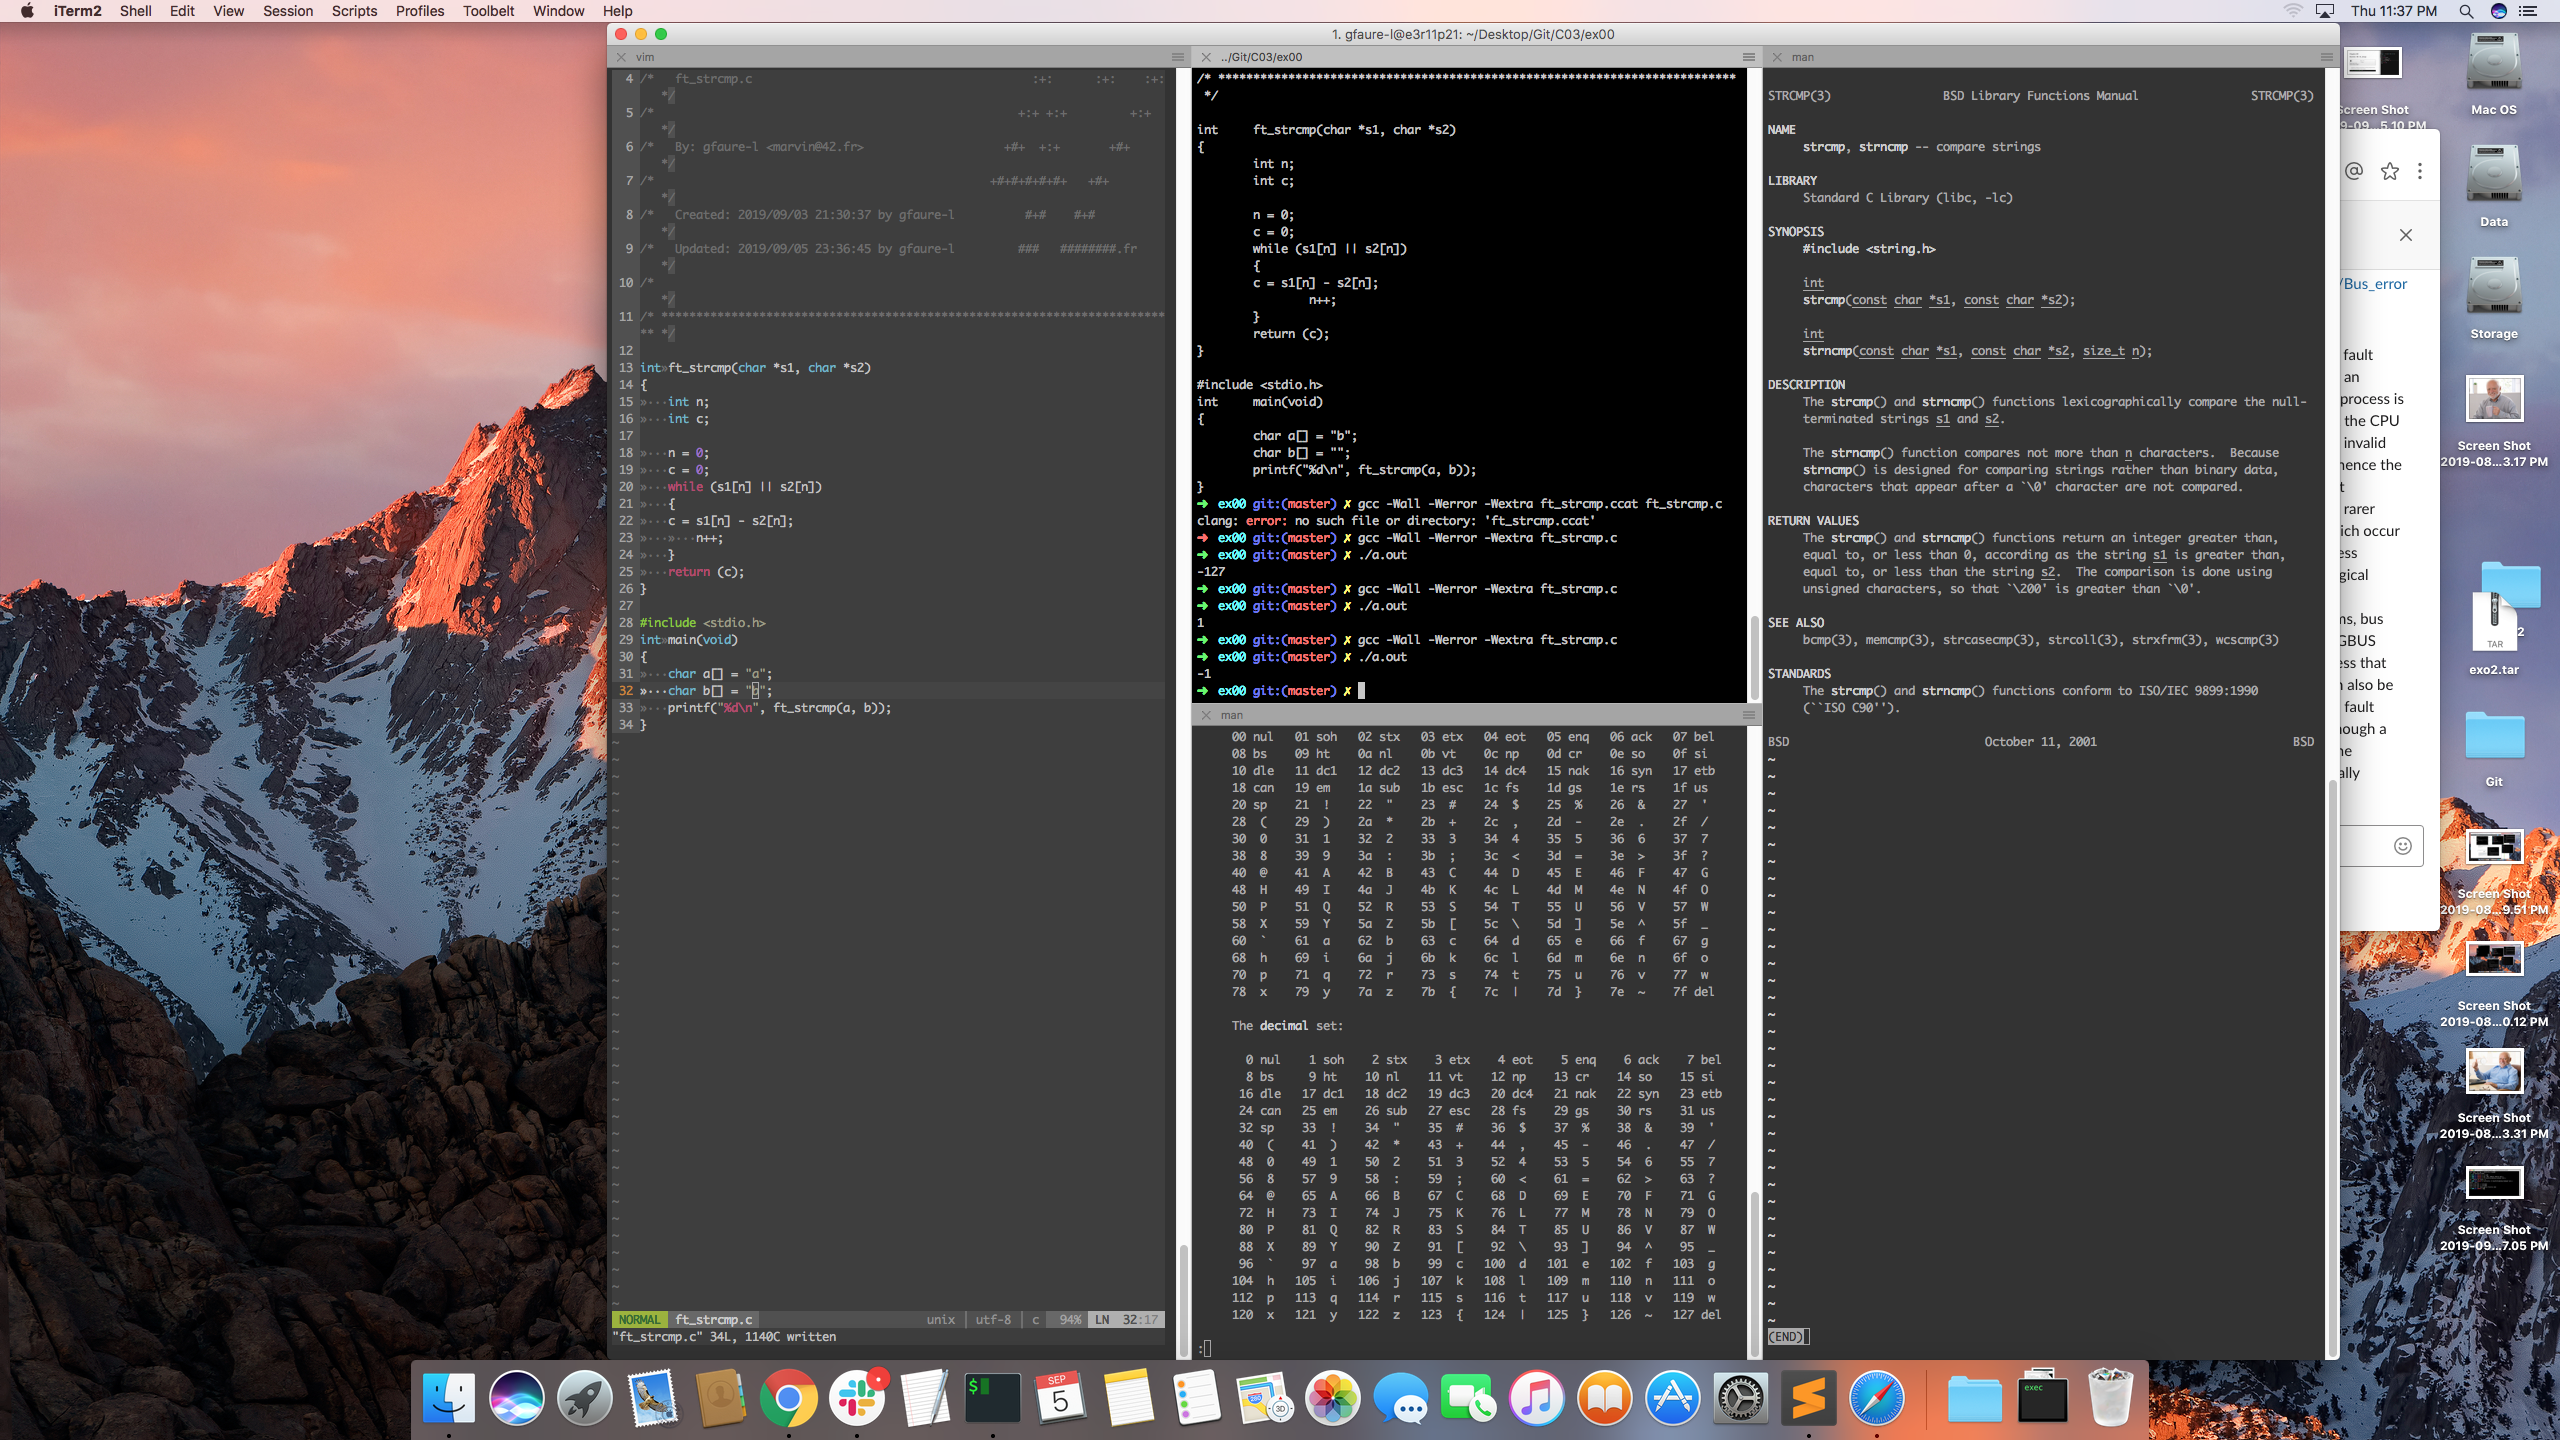 iTerm2 Shell Edit View Session Scripts Profiles Toolbelt Window Help
Thu 11:37 PM
1. gfaure-l@e3r11p21: ~/Desktop/Git/C03/ex00
vim
4 /* ft_strcmp.c :+: :+: :+:
*/
5 /* +:+ +:+ +:+
*/
6 /* By: gfaure-l <marvin@42.fr> +#+ +:+ +#+
*/
7 /* +#+#+#+#+#+ +#+
*/
8 /* Created: 2019/09/03 21:30:37 by gfaure-l #+# #+#
*/
9 /* Updated: 2019/09/05 23:36:45 by gfaure-l ### ########.fr
*/
10 /*
*/
11 /* ************************************************************************
** */
12
13 int»ft_strcmp(char *s1, char *s2)
14 {
15 »···int n;
16 »···int c;
17
18 »···n = 0;
19 »···c = 0;
20 »···while (s1[n] || s2[n])
21 »···{
22 »···c = s1[n] - s2[n];
23 »···»···n++;
24 »···}
25 »···return (c);
26 }
27
28 #include <stdio.h>
29 int»main(void)
30 {
31 »···char a[] = "a";
32 »···char b[] = "b";
33 »···printf("%d\n", ft_strcmp(a, b));
34 }
NORMAL ft_strcmp.c unix | utf-8 | c 94% LN 32:17
"ft_strcmp.c" 34L, 1140C written
../Git/C03/ex00
/* **************************************************************************
*/
int ft_strcmp(char *s1, char *s2)
{
int n;
int c;
n = 0;
c = 0;
while (s1[n] || s2[n])
{
c = s1[n] - s2[n];
n++;
}
return (c);
}
#include <stdio.h>
int main(void)
{
char a[] = "b";
char b[] = "";
printf("%d\n", ft_strcmp(a, b));
}
➜ ex00 git:(master) ✗ gcc -Wall -Werror -Wextra ft_strcmp.ccat ft_strcmp.c
clang: error: no such file or directory: 'ft_strcmp.ccat'
➜ ex00 git:(master) ✗ gcc -Wall -Werror -Wextra ft_strcmp.c
➜ ex00 git:(master) ✗ ./a.out
-127
➜ ex00 git:(master) ✗ gcc -Wall -Werror -Wextra ft_strcmp.c
➜ ex00 git:(master) ✗ ./a.out
1
➜ ex00 git:(master) ✗ gcc -Wall -Werror -Wextra ft_strcmp.c
➜ ex00 git:(master) ✗ ./a.out
-1
➜ ex00 git:(master) ✗
man
00 nul 01 soh 02 stx 03 etx 04 eot 05 enq 06 ack 07 bel
08 bs 09 ht 0a nl 0b vt 0c np 0d cr 0e so 0f si
10 dle 11 dc1 12 dc2 13 dc3 14 dc4 15 nak 16 syn 17 etb
18 can 19 em 1a sub 1b esc 1c fs 1d gs 1e rs 1f us
20 sp 21 ! 22 " 23 # 24 $ 25 % 26 & 27 '
28 ( 29 ) 2a * 2b + 2c , 2d - 2e . 2f /
30 0 31 1 32 2 33 3 34 4 35 5 36 6 37 7
38 8 39 9 3a : 3b ; 3c < 3d = 3e > 3f ?
40 @ 41 A 42 B 43 C 44 D 45 E 46 F 47 G
48 H 49 I 4a J 4b K 4c L 4d M 4e N 4f O
50 P 51 Q 52 R 53 S 54 T 55 U 56 V 57 W
58 X 59 Y 5a Z 5b [ 5c \ 5d ] 5e ^ 5f _
60 ` 61 a 62 b 63 c 64 d 65 e 66 f 67 g
68 h 69 i 6a j 6b k 6c l 6d m 6e n 6f o
70 p 71 q 72 r 73 s 74 t 75 u 76 v 77 w
78 x 79 y 7a z 7b { 7c | 7d } 7e ~ 7f del
The decimal set:
0 nul 1 soh 2 stx 3 etx 4 eot 5 enq 6 ack 7 bel
8 bs 9 ht 10 nl 11 vt 12 np 13 cr 14 so 15 si
16 dle 17 dc1 18 dc2 19 dc3 20 dc4 21 nak 22 syn 23 etb
24 can 25 em 26 sub 27 esc 28 fs 29 gs 30 rs 31 us
32 sp 33 ! 34 " 35 # 36 $ 37 % 38 & 39 '
40 ( 41 ) 42 * 43 + 44 , 45 - 46 . 47 /
48 0 49 1 50 2 51 3 52 4 53 5 54 6 55 7
56 8 57 9 58 : 59 ; 60 < 61 = 62 > 63 ?
64 @ 65 A 66 B 67 C 68 D 69 E 70 F 71 G
72 H 73 I 74 J 75 K 76 L 77 M 78 N 79 O
80 P 81 Q 82 R 83 S 84 T 85 U 86 V 87 W
88 X 89 Y 90 Z 91 [ 92 \ 93 ] 94 ^ 95 _
96 ` 97 a 98 b 99 c 100 d 101 e 102 f 103 g
104 h 105 i 106 j 107 k 108 l 109 m 110 n 111 o
112 p 113 q 114 r 115 s 116 t 117 u 118 v 119 w
120 x 121 y 122 z 123 { 124 | 125 } 126 ~ 127 del
:
man
STRCMP(3) BSD Library Functions Manual STRCMP(3)
NAME
strcmp, strncmp -- compare strings
LIBRARY
Standard C Library (libc, -lc)
SYNOPSIS
#include <string.h>
int
strcmp(const char *s1, const char *s2);
int
strncmp(const char *s1, const char *s2, size_t n);
DESCRIPTION
The strcmp() and strncmp() functions lexicographically compare the null-
terminated strings s1 and s2.
The strncmp() function compares not more than n characters. Because
strncmp() is designed for comparing strings rather than binary data,
characters that appear after a `\0' character are not compared.
RETURN VALUES
The strcmp() and strncmp() functions return an integer greater than,
equal to, or less than 0, according as the string s1 is greater than,
equal to, or less than the string s2. The comparison is done using
unsigned characters, so that `\200' is greater than `\0'.
SEE ALSO
bcmp(3), memcmp(3), strcasecmp(3), strcoll(3), strxfrm(3), wcscmp(3)
STANDARDS
The strcmp() and strncmp() functions conform to ISO/IEC 9899:1990
(``ISO C90'').
BSD October 11, 2001 BSD
(END)
Screen Shot
/Bus_error
fault
an
process is
the CPU
invalid
hence the
t
rarer
ich occur
ess
gical
ns, bus
GBUS
ess that
n also be
fault
ough a
he
ally
Mac OS
Data
Storage
Screen Shot
2019-08...3.17 PM
2
TAR
exo2.tar
Git
Screen Shot
2019-08...9.51 PM
Screen Shot
2019-08...0.12 PM
Screen Shot
2019-08...3.31 PM
Screen Shot
2019-09...7.05 PM
$
SEP
5
3D
exec